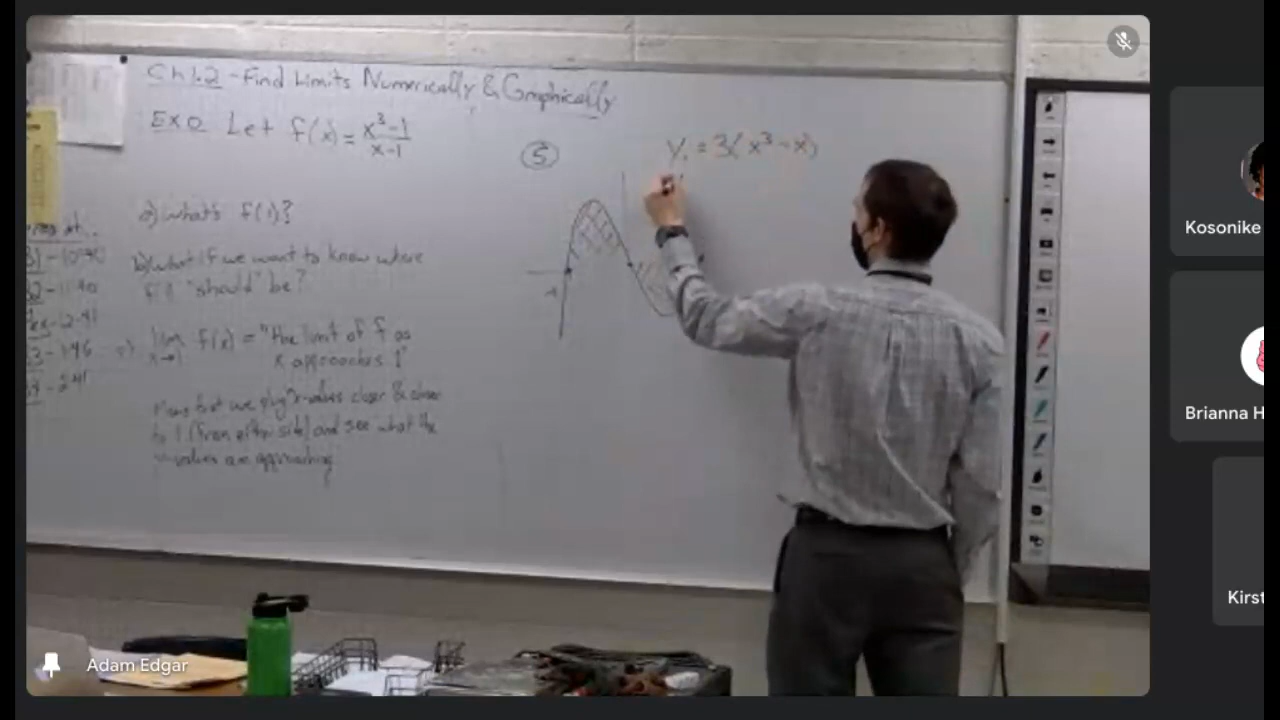 Ch 1.2 - Find Limits Numerically & Graphically
Ex 0 Let f(x) = x³-1 / x-1
a) What's f(1)?
b) What if we want to know where
f(1) "should" be?
c) lim x→1 f(x) = "the limit of f as
x approaches 1"
Means that we plug x-values closer & closer
to 1 (from either side) and see what the
y-values are approaching.
5
y₁ = 3(x³ - x)
Kosonike
Brianna H
Kirst
Adam Edgar